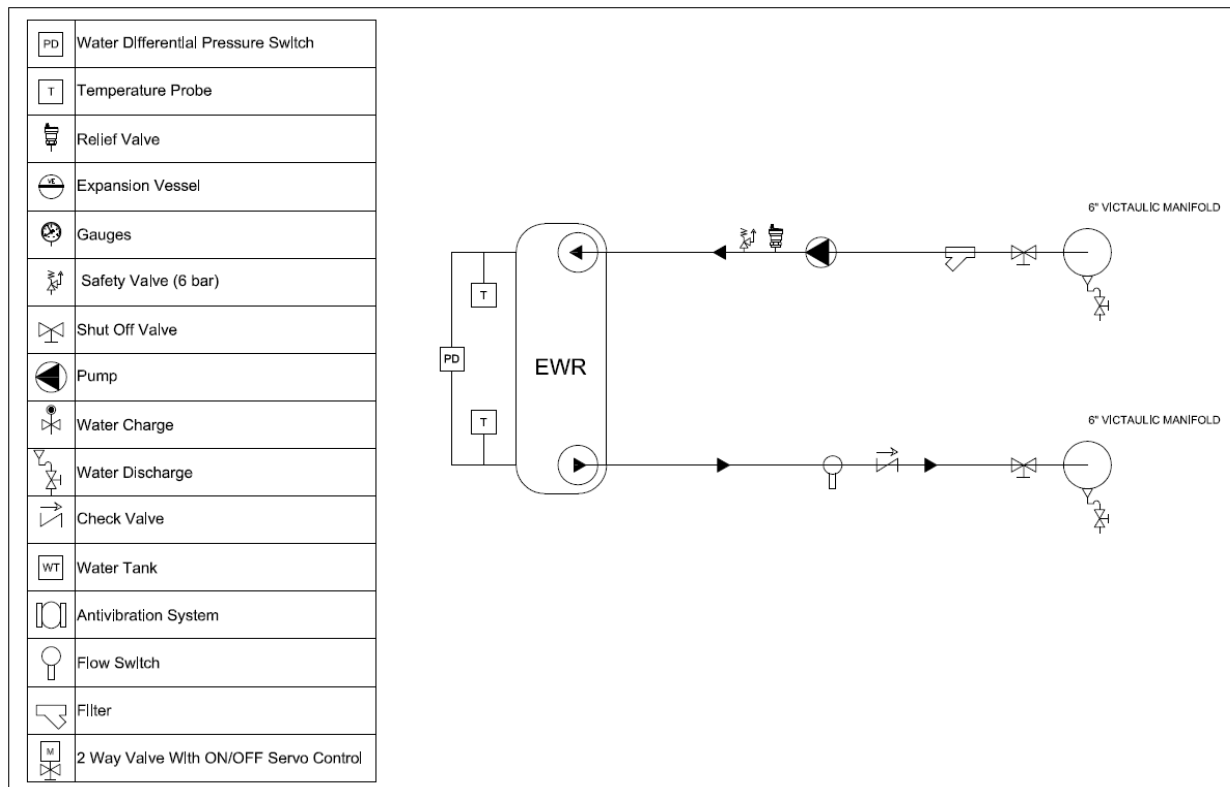 PD Water Differential Pressure Switch
T Temperature Probe
Relief Valve
VE Expansion Vessel
Gauges
Safety Valve (6 bar)
Shut Off Valve
Pump
Water Charge
Water Discharge
Check Valve
WT Water Tank
Antivibration System
Flow Switch
Filter
M 2 Way Valve With ON/OFF Servo Control
6" VICTAULIC MANIFOLD
T
PD
EWR
T
6" VICTAULIC MANIFOLD